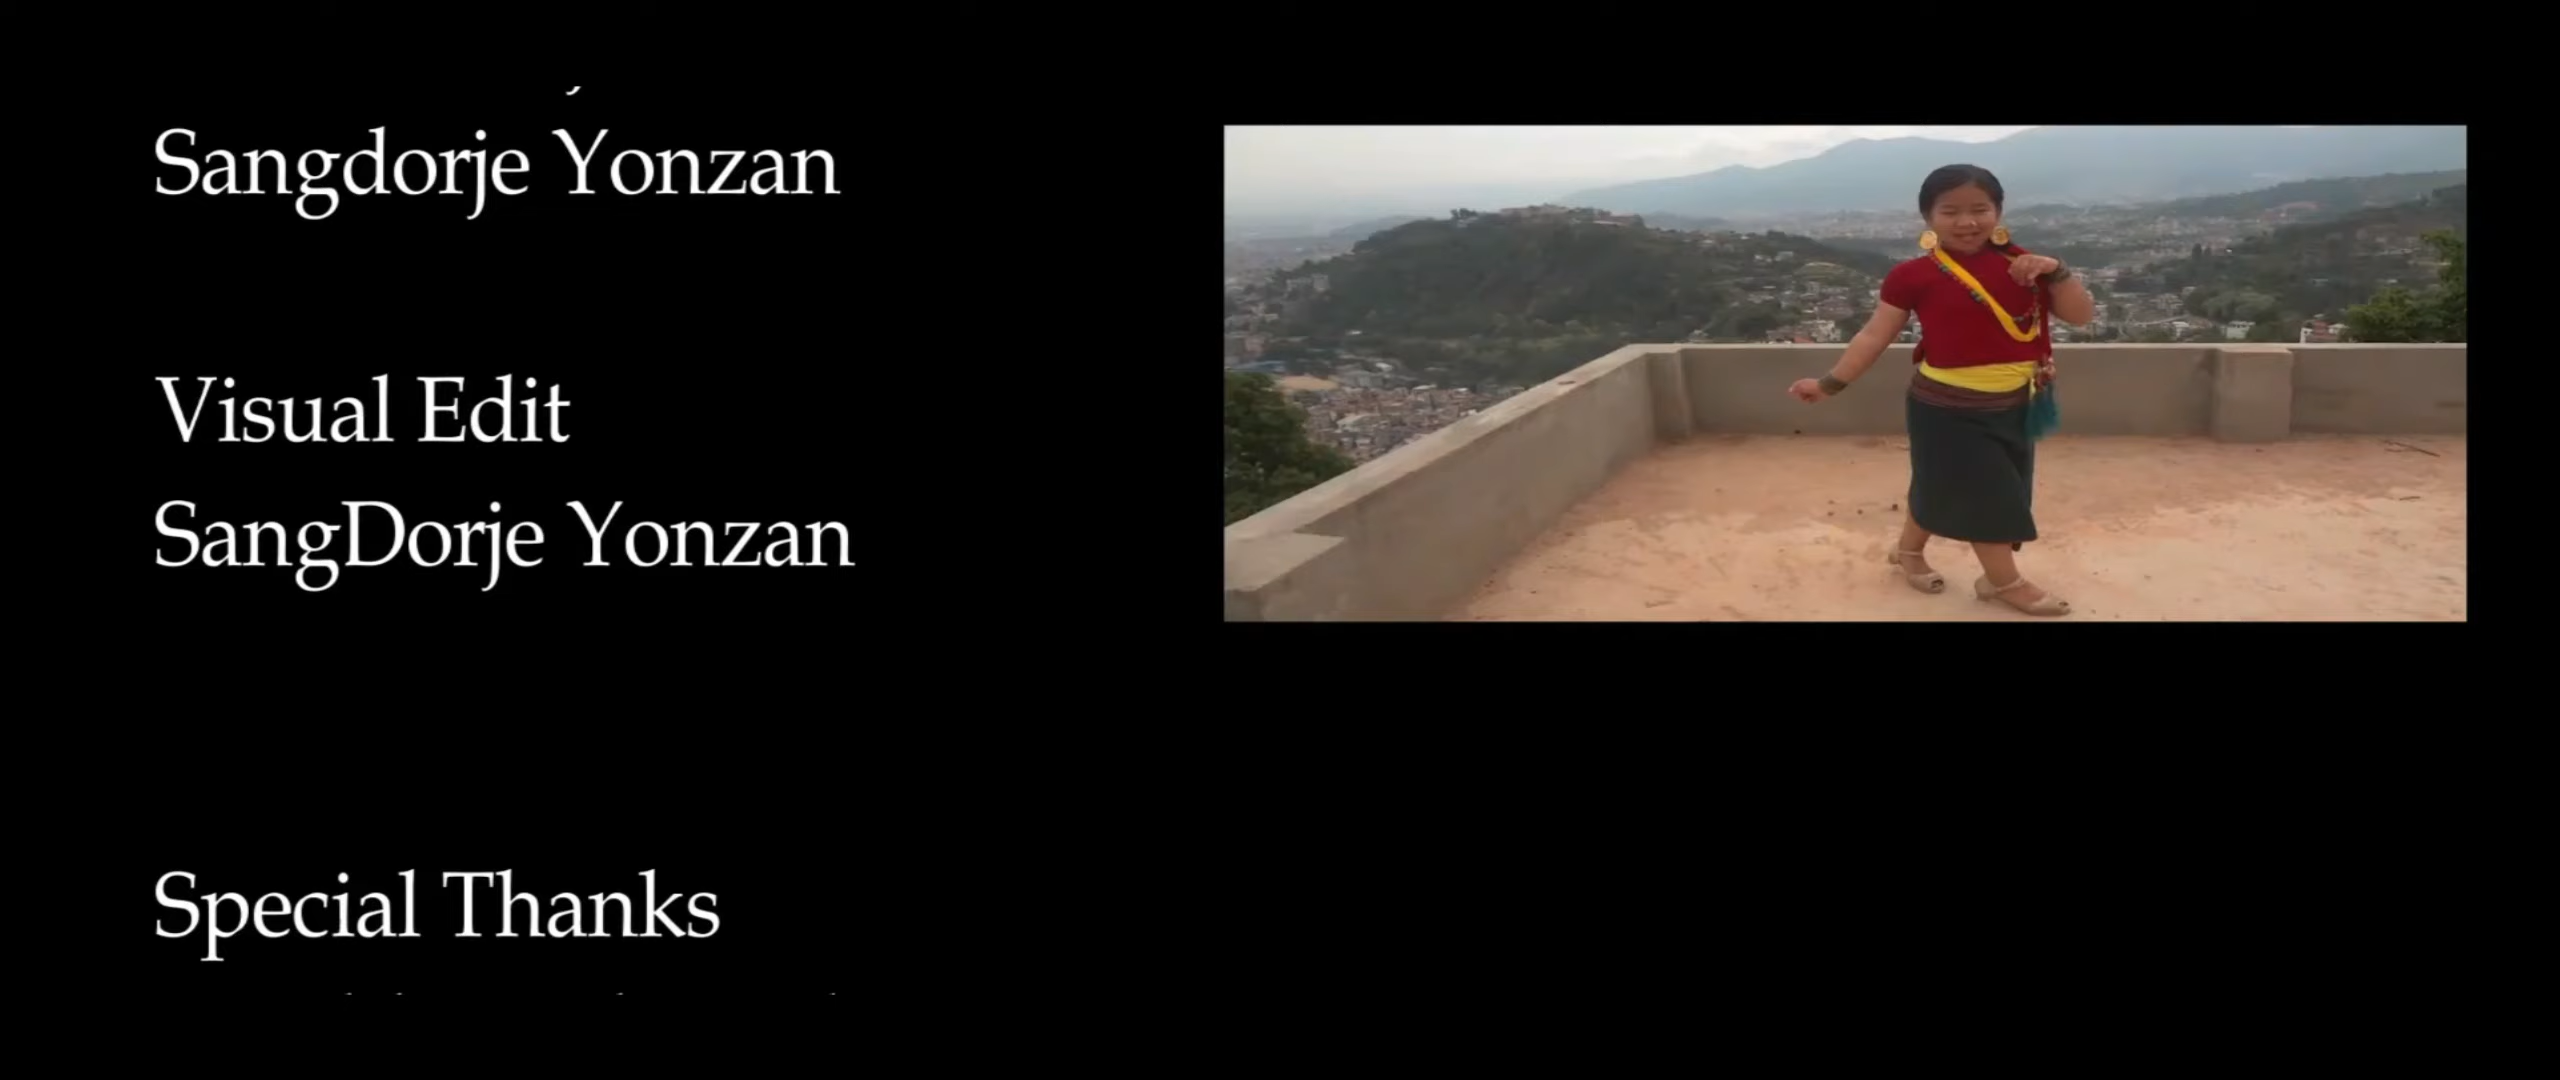 Sangdorje Yonzan
Visual Edit
SangDorje Yonzan
Special Thanks